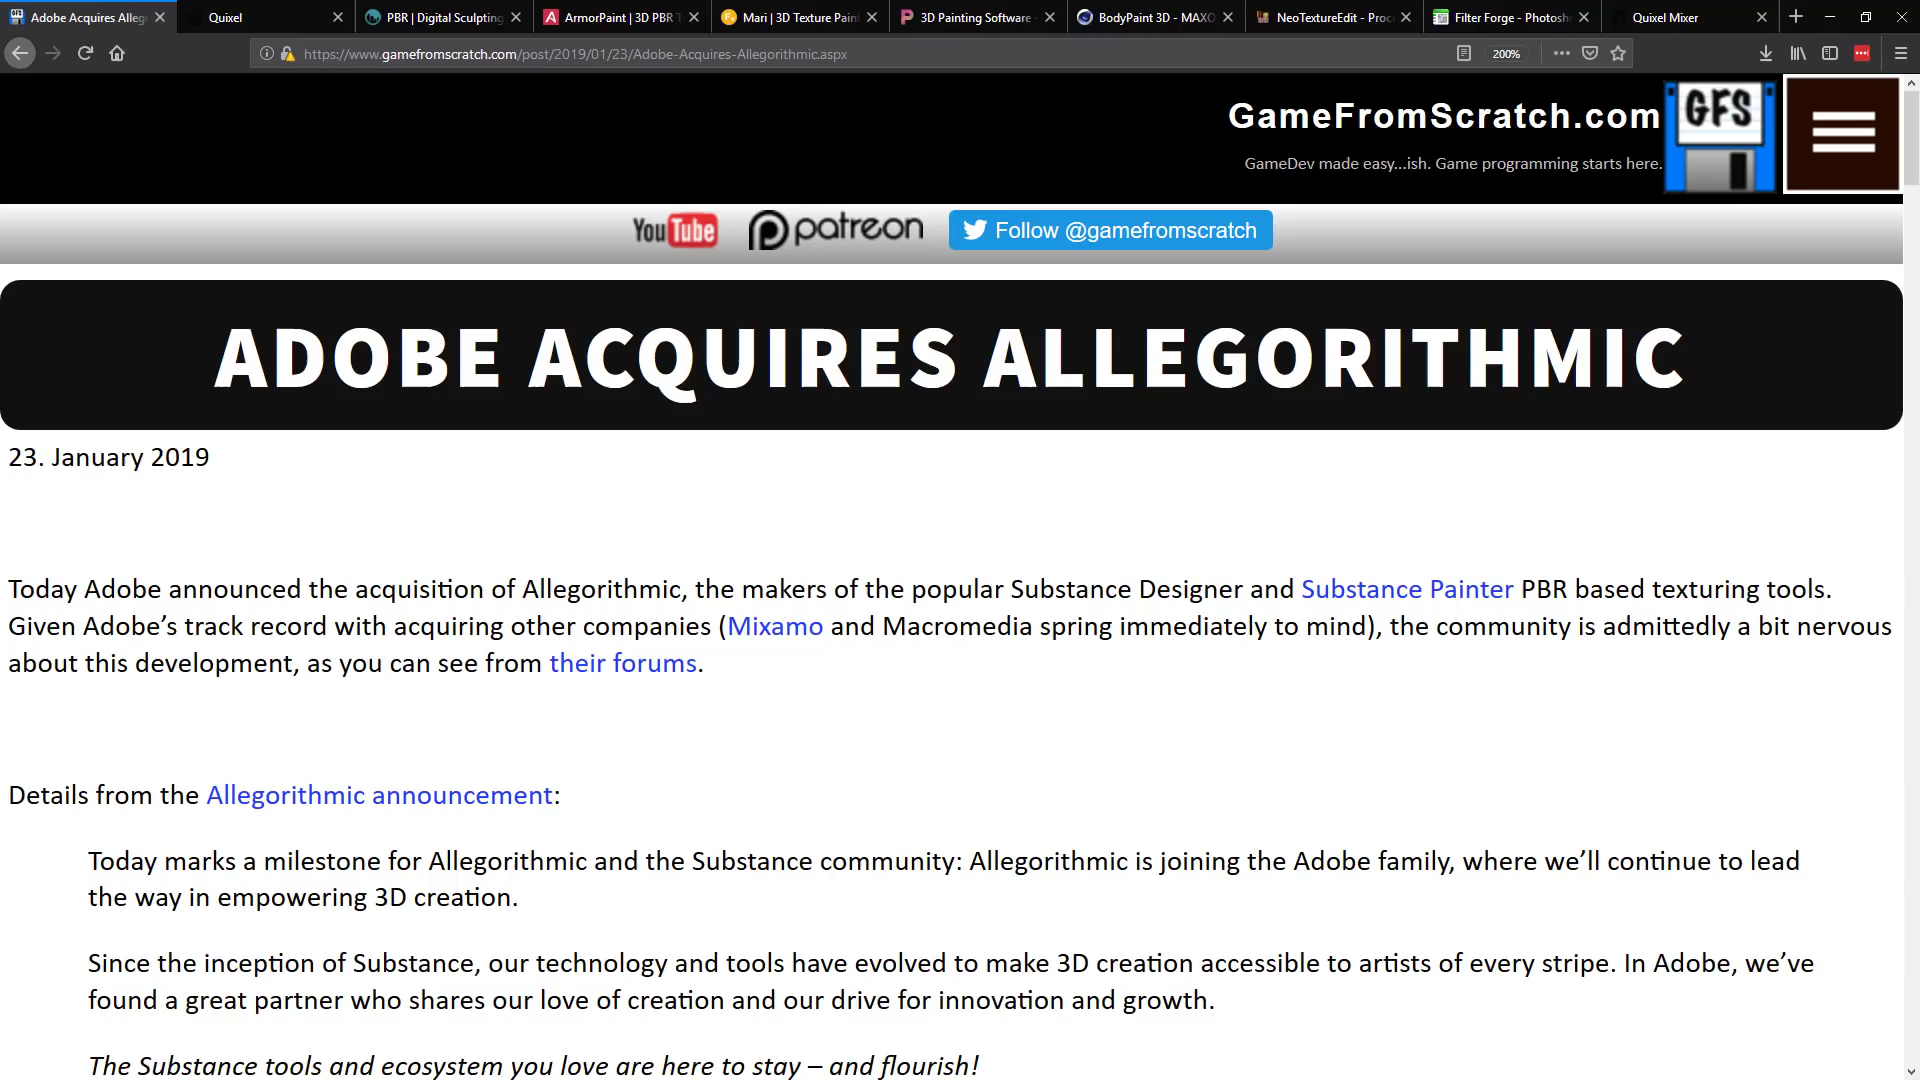 Adobe Acquires Alleg
Quixel
PBR | Digital Sculpting
ArmorPaint | 3D PBR T
Mari | 3D Texture Pain
3D Painting Software -
BodyPaint 3D - MAXO
NeoTextureEdit - Proc
Filter Forge - Photosh
Quixel Mixer
https://www.gamefromscratch.com/post/2019/01/23/Adobe-Acquires-Allegorithmic.aspx
200%
GameFromScratch.com
GFS
GameDev made easy...ish. Game programming starts here.
YouTube
patreon
Follow @gamefromscratch
ADOBE ACQUIRES ALLEGORITHMIC
23. January 2019
Today Adobe announced the acquisition of Allegorithmic, the makers of the popular Substance Designer and Substance Painter PBR based texturing tools.
Given Adobe’s track record with acquiring other companies (Mixamo and Macromedia spring immediately to mind), the community is admittedly a bit nervous
about this development, as you can see from their forums.
Details from the Allegorithmic announcement:
Today marks a milestone for Allegorithmic and the Substance community: Allegorithmic is joining the Adobe family, where we’ll continue to lead
the way in empowering 3D creation.
Since the inception of Substance, our technology and tools have evolved to make 3D creation accessible to artists of every stripe. In Adobe, we’ve
found a great partner who shares our love of creation and our drive for innovation and growth.
The Substance tools and ecosystem you love are here to stay – and flourish!